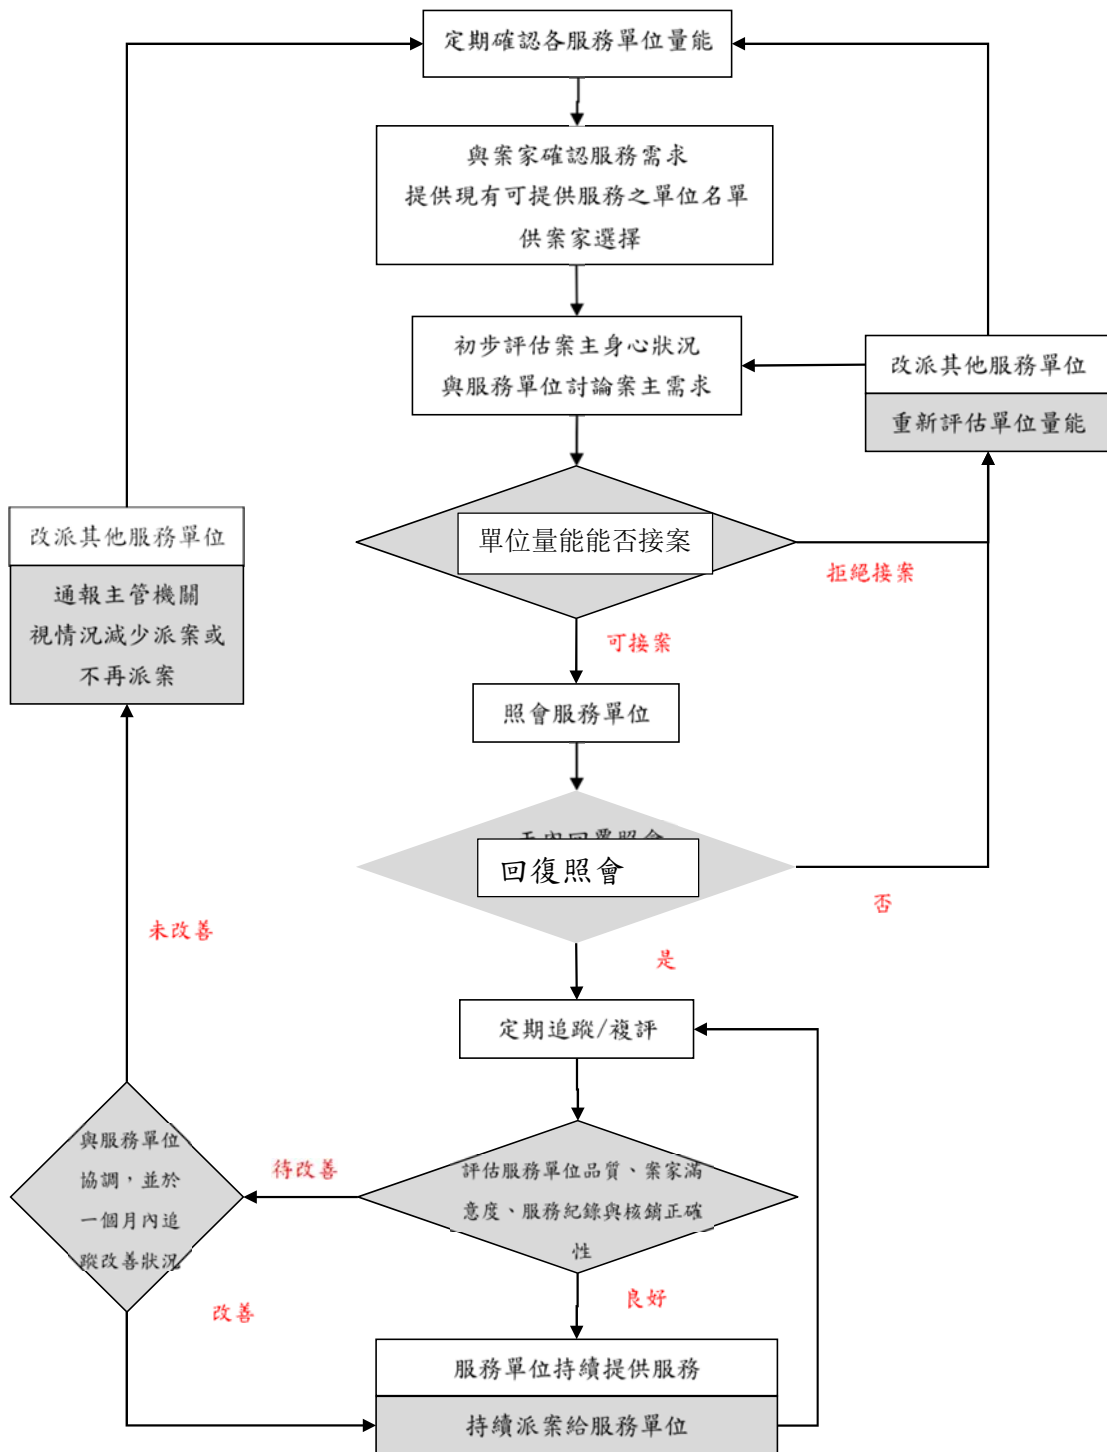 定期確認各服務單位量能
與案家確認服務需求
提供現有可提供服務之單位名單
供案家選擇
初步評估案主身心狀況
與服務單位討論案主需求
改派其他服務單位
重新評估單位量能
單位量能能否接案
拒絕接案
可接案
改派其他服務單位
通報主管機關
視情況減少派案或
不再派案
照會服務單位
回復照會
否
是
未改善
定期追蹤/複評
與服務單位
協調，並於
一個月內追
蹤改善狀況
待改善
評估服務單位品質、案家滿
意度、服務紀錄與核銷正確
性
改善
良好
服務單位持續提供服務
持續派案給服務單位